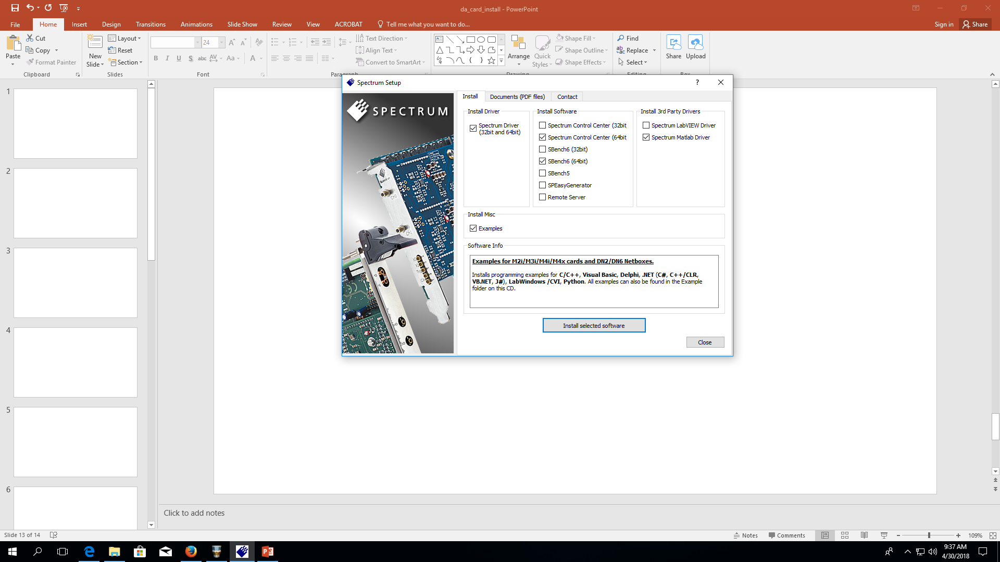 da_card_install - PowerPoint
File
Home
Insert
Design
Transitions
Animations
Slide Show
Review
View
ACROBAT
Tell me what you want to do...
Sign in
Share
Paste
Cut
Copy
Format Painter
Clipboard
New
Slide
Layout
Reset
Section
Slides
24
B I U S abc AV Aa A
Font
Text Direction
Align Text
Convert to SmartArt
Arrange
Quick
Styles
Shape Fill
Shape Outline
Shape Effects
Find
Replace
Select
Share
Upload
Spectrum Setup
?
SPECTRUM
Install
Documents (PDF files)
Contact
Install Driver
Spectrum Driver
(32bit and 64bit)
Install Software
Spectrum Control Center (32bit
Spectrum Control Center (64bit
SBench6 (32bit)
SBench6 (64bit)
SBench5
SPEasyGenerator
Remote Server
Install 3rd Party Drivers
Spectrum LabVIEW Driver
Spectrum Matlab Driver
Install Misc
Examples
Software Info
Examples for M2i/M3i/M4i/M4x cards and DN2/DN6 Netboxes.
Installs programming examples for C/C++, Visual Basic, Delphi, .NET (C#, C++/CLR,
VB.NET, J#), LabWindows /CVI, Python. All examples can also be found in the Example
folder on this CD.
Install selected software
Close
1
2
3
4
5
6
Click to add notes
Slide 13 of 14
Notes
Comments
109%
9:37 AM
4/30/2018